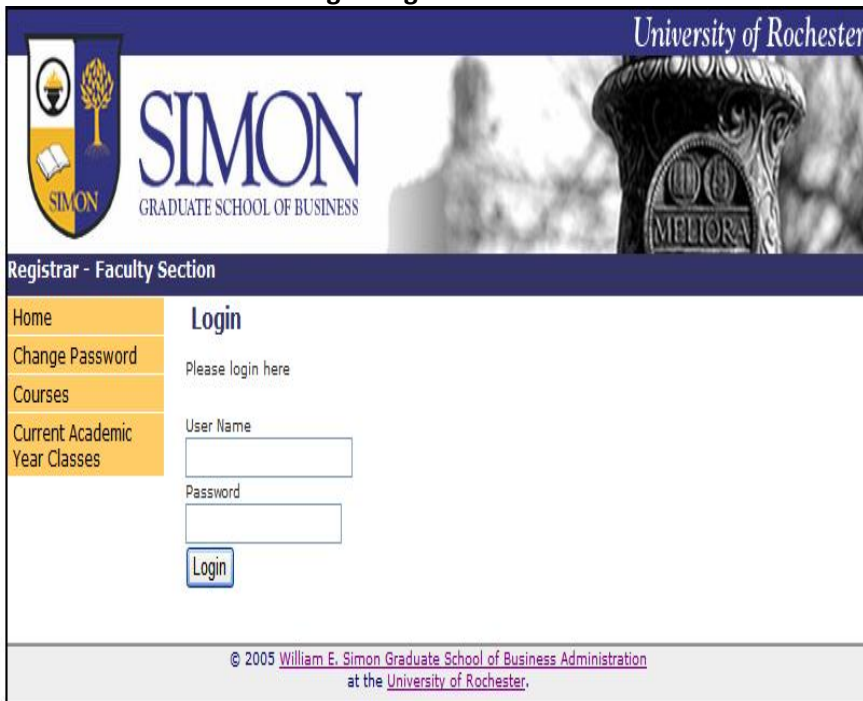 University of Rochester
SIMON
SIMON
GRADUATE SCHOOL OF BUSINESS
MELIORA
Registrar - Faculty Section
Home
Change Password
Courses
Current Academic
Year Classes
Login
Please login here
User Name
Password
Login
© 2005 William E. Simon Graduate School of Business Administration
at the University of Rochester.